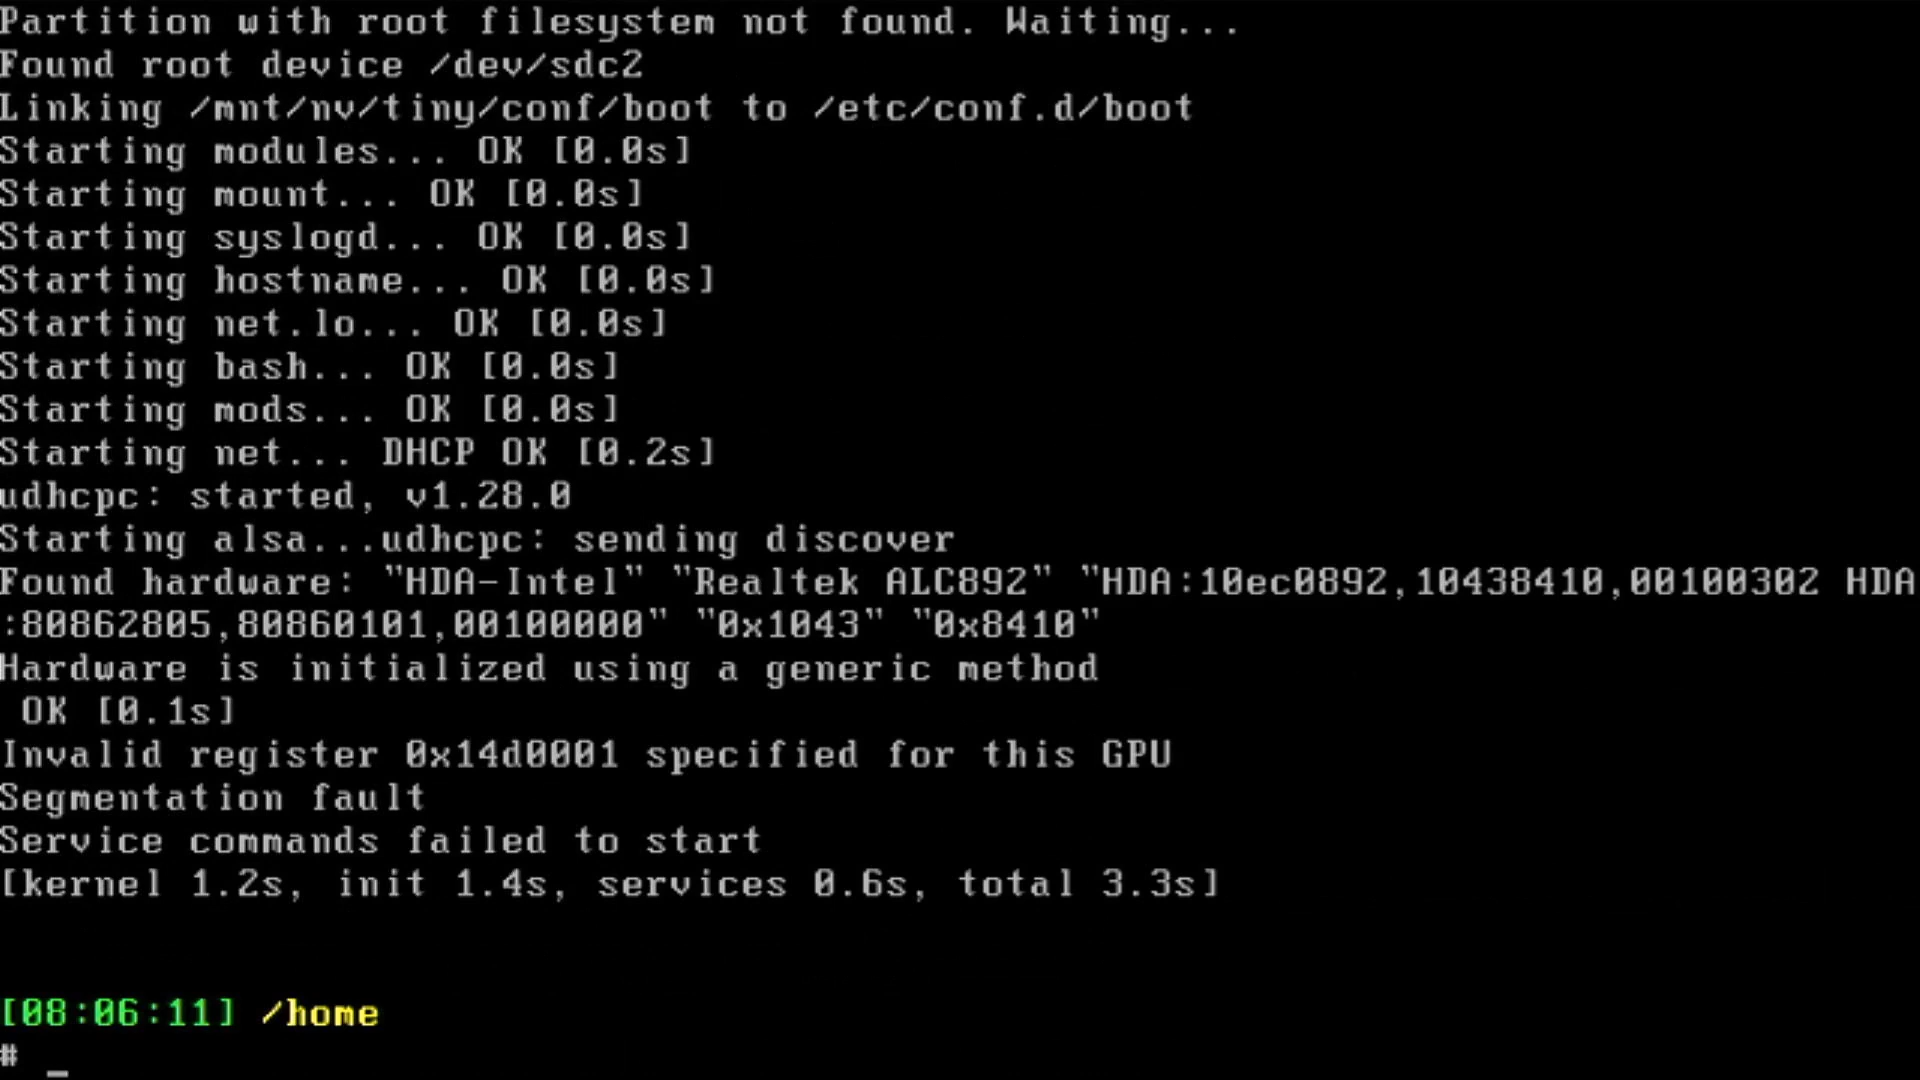 Partition with root filesystem not found. Waiting...
Found root device /dev/sdc2
Linking /mnt/nv/tiny/conf/boot to /etc/conf.d/boot
Starting modules... OK [0.0s]
Starting mount... OK [0.0s]
Starting syslogd... OK [0.0s]
Starting hostname... OK [0.0s]
Starting net.lo... OK [0.0s]
Starting bash... OK [0.0s]
Starting mods... OK [0.0s]
Starting net... DHCP OK [0.2s]
udhcpc: started, v1.28.0
Starting alsa...udhcpc: sending discover
Found hardware: "HDA-Intel" "Realtek ALC892" "HDA:10ec0892,10438410,00100302 HDA
:80862805,80860101,00100000" "0x1043" "0x8410"
Hardware is initialized using a generic method
 OK [0.1s]
Invalid register 0x14d0001 specified for this GPU
Segmentation fault
Service commands failed to start
[kernel 1.2s, init 1.4s, services 0.6s, total 3.3s]
[08:06:11] /home
# _